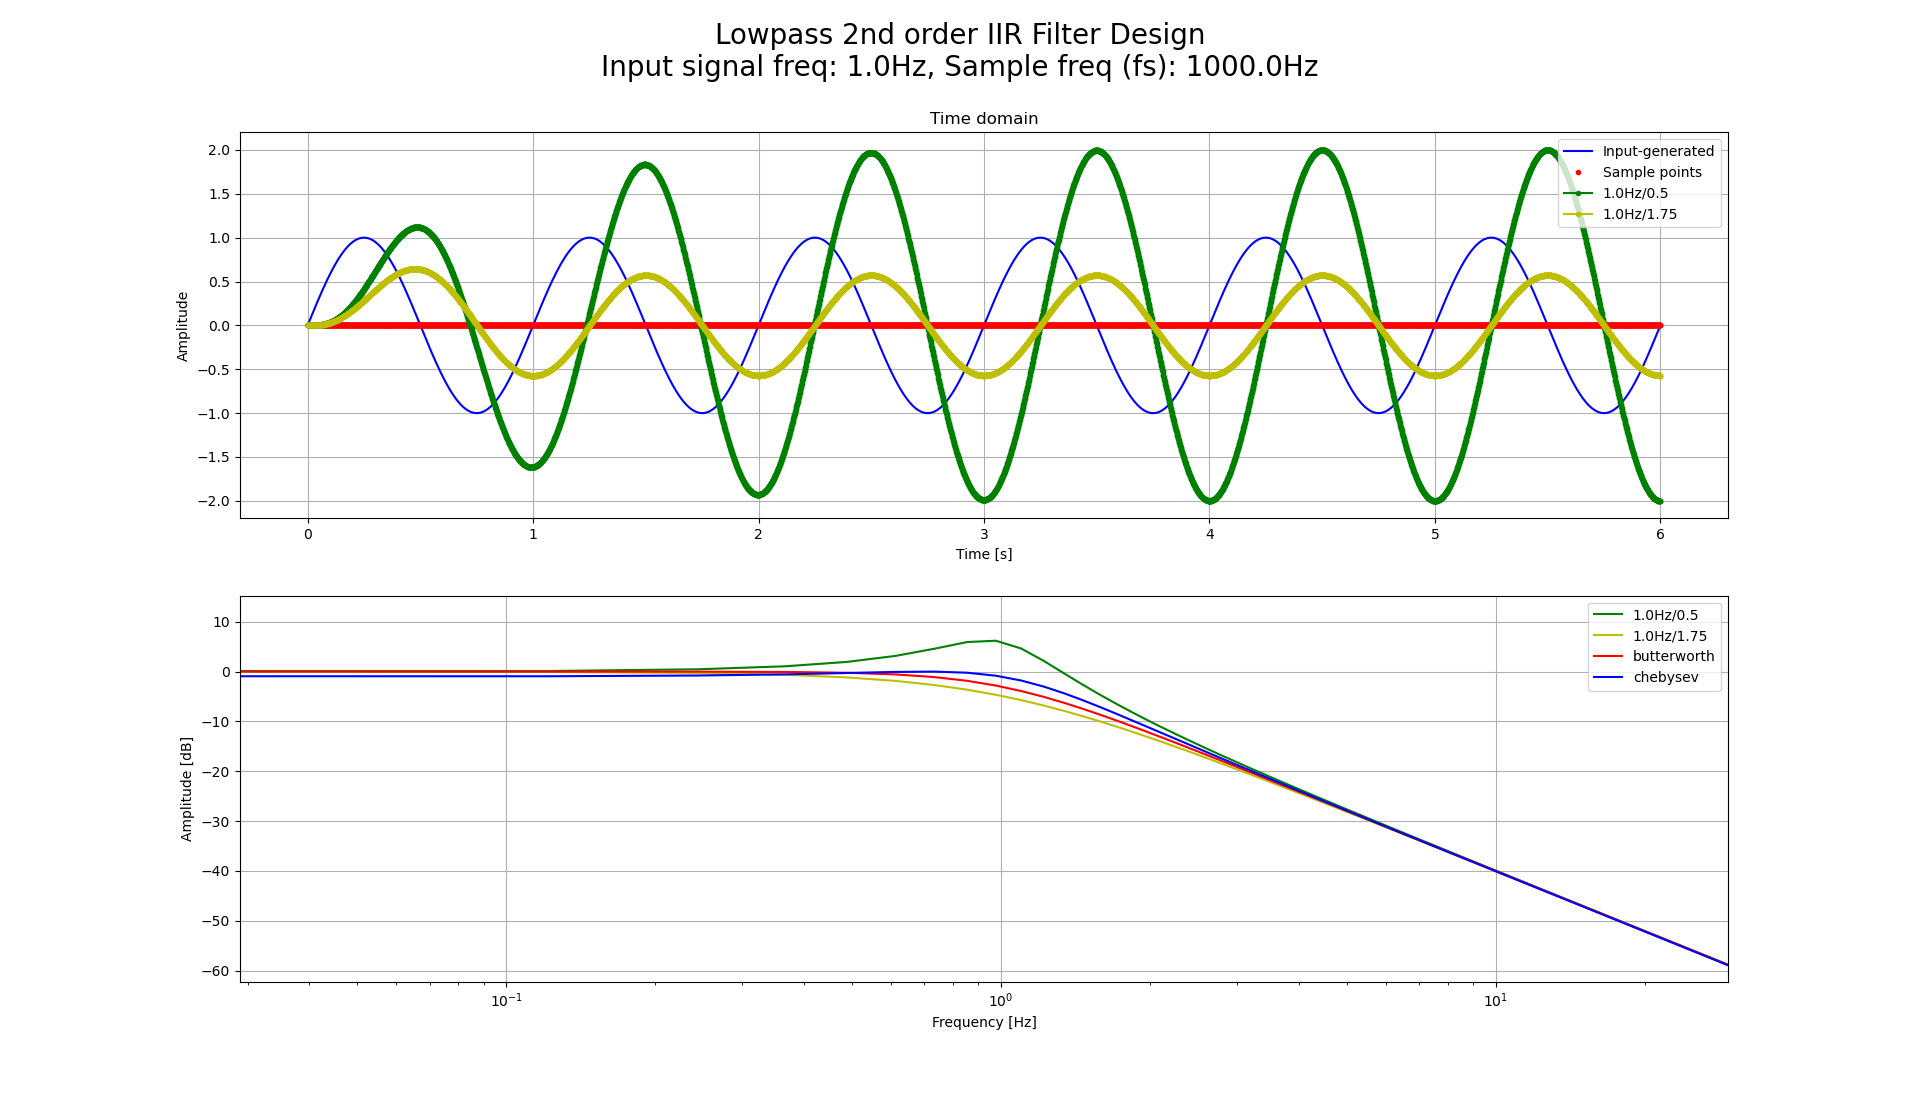 Lowpass 2nd order IIR Filter Design
Input signal freq: 1.0Hz, Sample freq (fs): 1000.0Hz
Time domain
Input-generated
Sample points
1.0Hz/0.5
1.0Hz/1.75
2.0
1.5
1.0
0.5
0.0
−0.5
−1.0
−1.5
−2.0
Amplitude
0 1 2 3 4 5 6
Time [s]
1.0Hz/0.5
1.0Hz/1.75
butterworth
chebysev
10
0
−10
−20
−30
−40
−50
−60
Amplitude [dB]
10⁻¹ 10⁰ 10¹
Frequency [Hz]